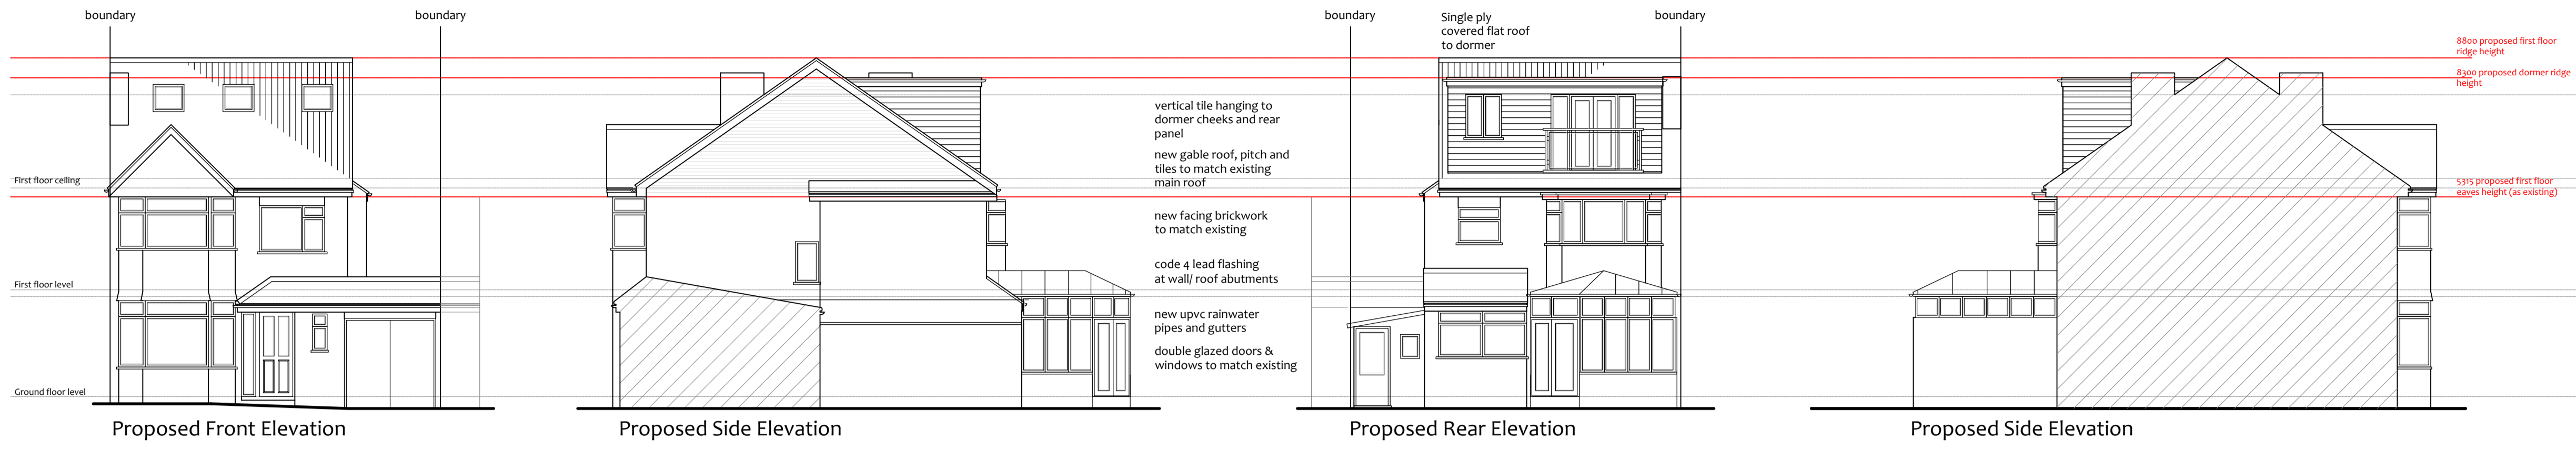 boundary
boundary
First floor ceiling
First floor level
Ground floor level
Proposed Front Elevation
Proposed Side Elevation
vertical tile hanging to
dormer cheeks and rear
panel
new gable roof, pitch and
tiles to match existing
main roof
new facing brickwork
to match existing
code 4 lead flashing
at wall/ roof abutments
new upvc rainwater
pipes and gutters
double glazed doors &
windows to match existing
boundary
Single ply
covered flat roof
to dormer
boundary
Proposed Rear Elevation
8800 proposed first floor
ridge height
8300 proposed dormer ridge
height
5315 proposed first floor
eaves height (as existing)
Proposed Side Elevation